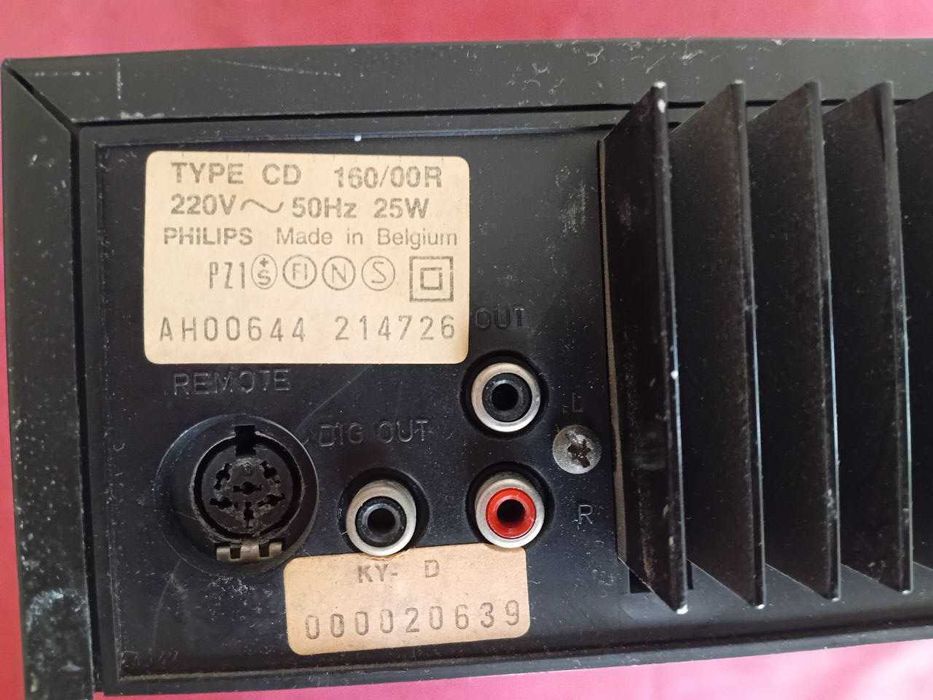 TYPE CD 160/00R
220V~ 50Hz 25W
PHILIPS Made in Belgium
PZ1 +S FI N S
AH00644 214726
OUT
REMOTE
L
DIG OUT
R
KY- D
000020639